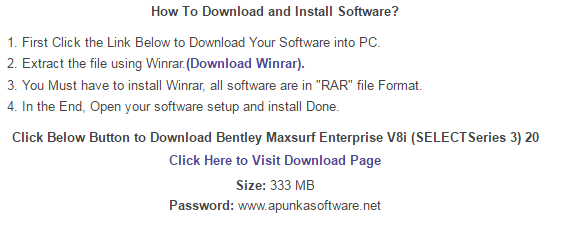 How To Download and Install Software?
1. First Click the Link Below to Download Your Software into PC.
2. Extract the file using Winrar.(Download Winrar).
3. You Must have to install Winrar, all software are in "RAR" file Format.
4. In the End, Open your software setup and install Done.
Click Below Button to Download Bentley Maxsurf Enterprise V8i (SELECTSeries 3) 20
Click Here to Visit Download Page
Size: 333 MB
Password: www.apunkasoftware.net